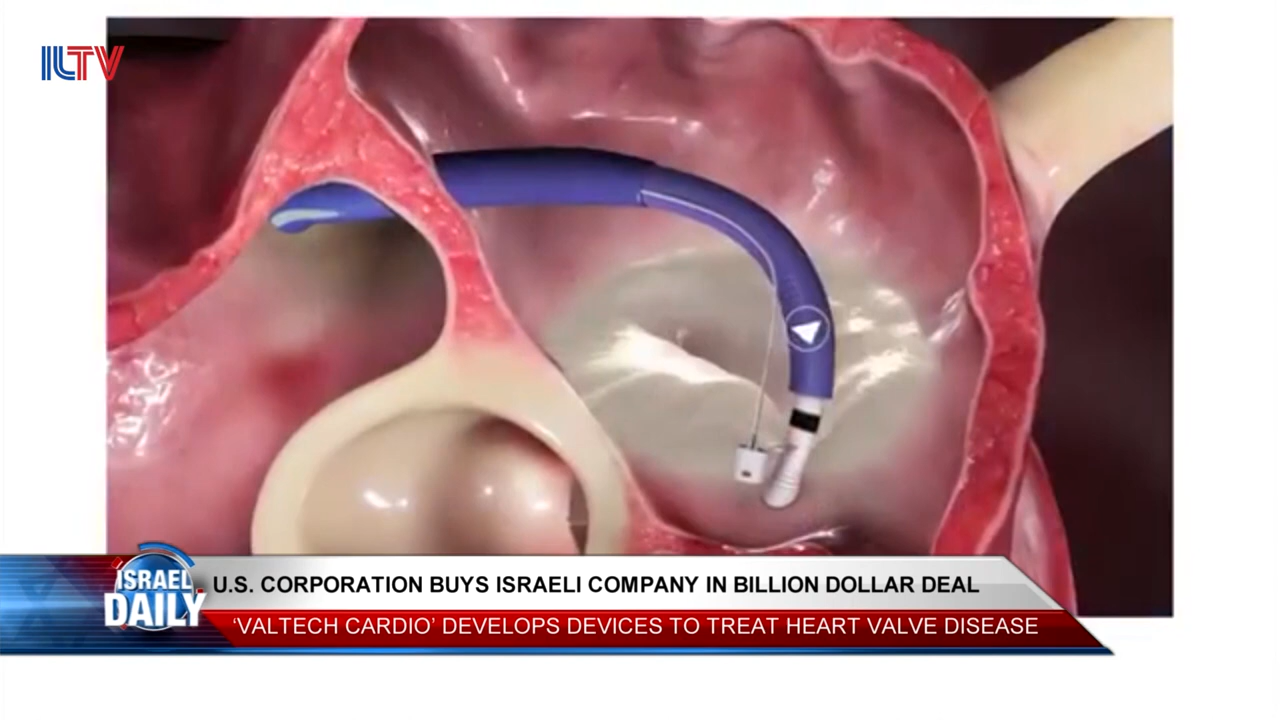 ILTV
ISRAEL
DAILY
U.S. CORPORATION BUYS ISRAELI COMPANY IN BILLION DOLLAR DEAL
‘VALTECH CARDIO’ DEVELOPS DEVICES TO TREAT HEART VALVE DISEASE